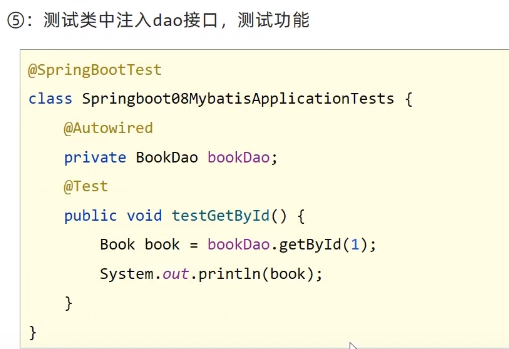 ⑤：测试类中注入dao接口，测试功能
@SpringBootTest
class Springboot08MybatisApplicationTests {
    @Autowired
    private BookDao bookDao;
    @Test
    public void testGetById() {
        Book book = bookDao.getById(1);
        System.out.println(book);
    }
}